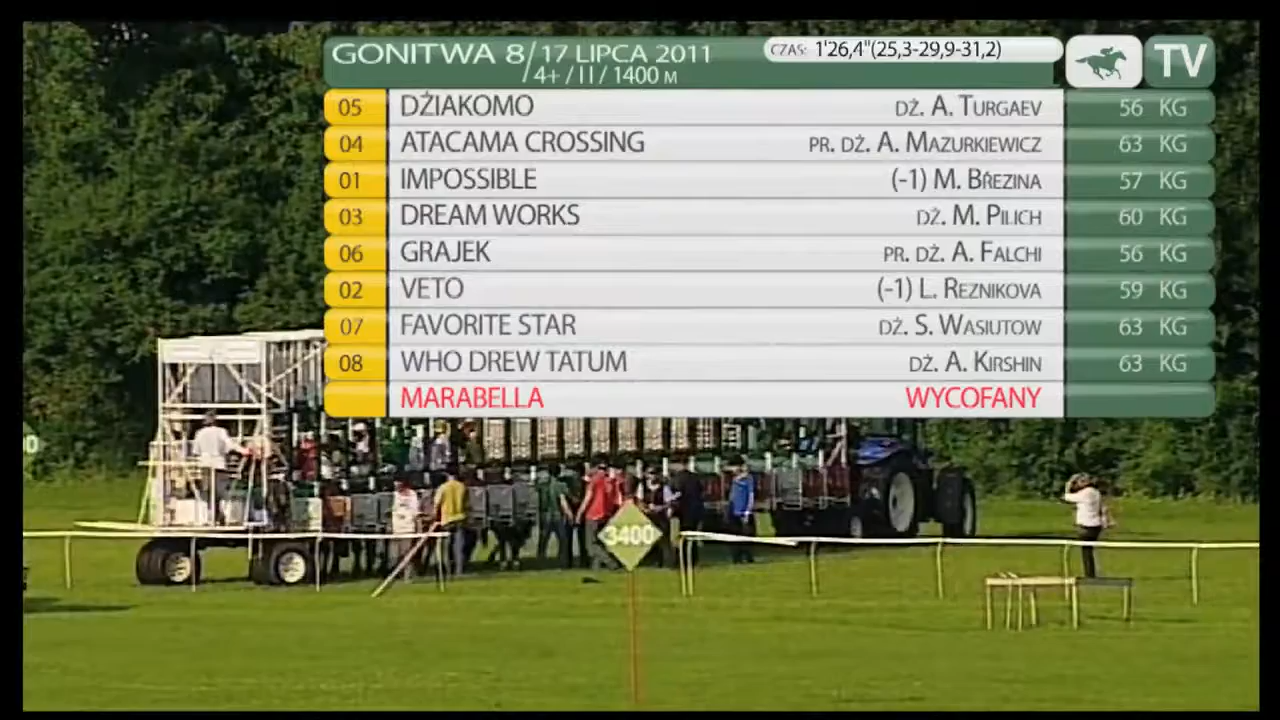 GONITWA 8/17 LIPCA 2011
/4+/II/1400 M
CZAS: 1'26,4"(25,3-29,9-31,2)
TV
05 DŻIAKOMO DŻ. A. TURGAEV 56 KG
04 ATACAMA CROSSING PR. DŻ. A. MAZURKIEWICZ 63 KG
01 IMPOSSIBLE (-1) M. BŘEZINA 57 KG
03 DREAM WORKS DŻ. M. PILICH 60 KG
06 GRAJEK PR. DŻ. A. FALCHI 56 KG
02 VETO (-1) L. REZNIKOVA 59 KG
07 FAVORITE STAR DŻ. S. WASIUTOW 63 KG
08 WHO DREW TATUM DŻ. A. KIRSHIN 63 KG
MARABELLA WYCOFANY
3400